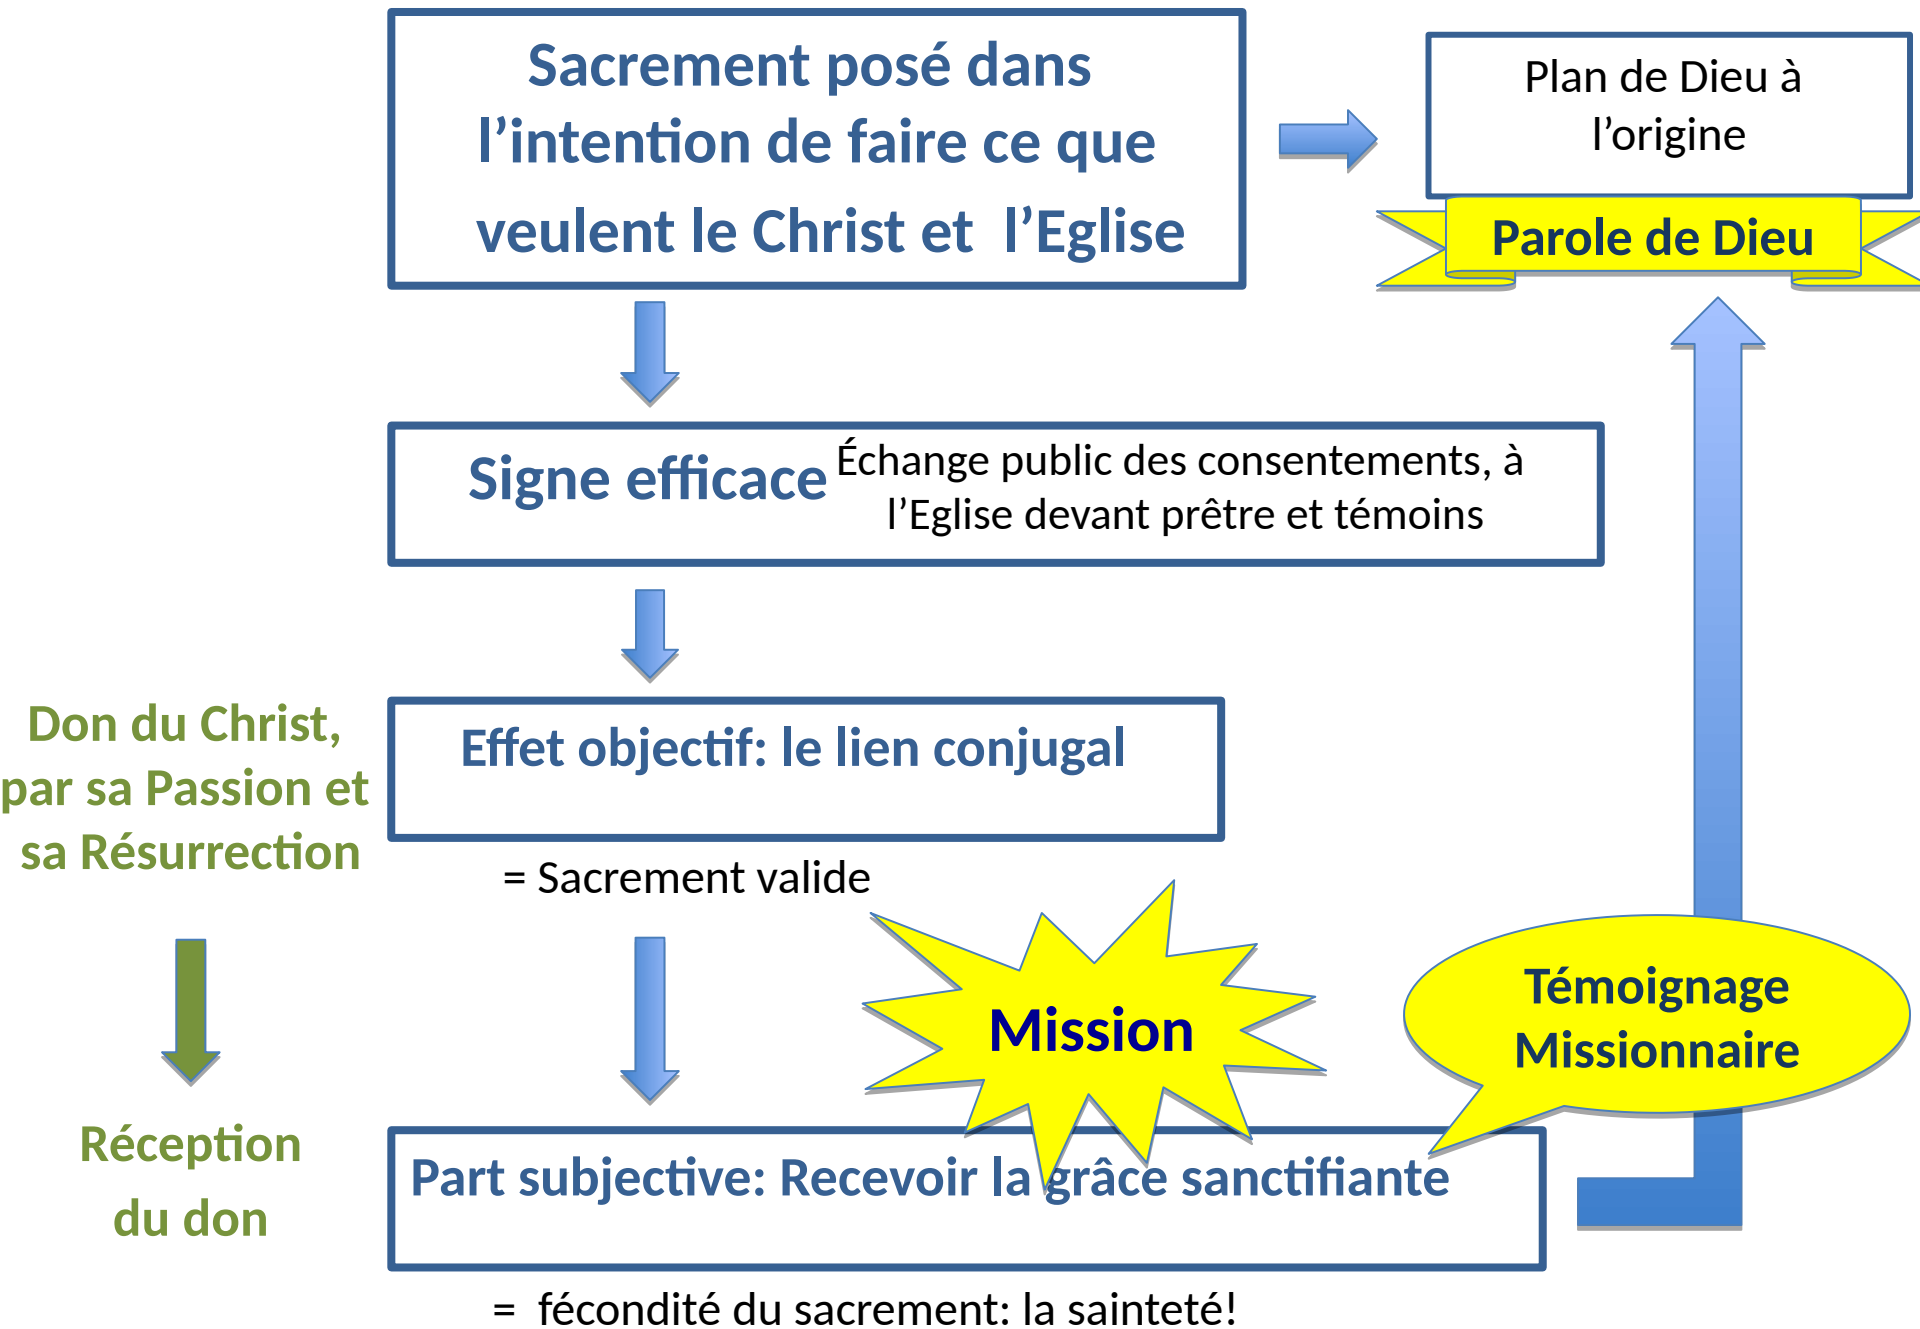 Sacrement posé dans
l’intention de faire ce que
veulent le Christ et l’Eglise
Plan de Dieu à
l’origine
Parole de Dieu
Signe efficace
Échange public des consentements, à
l’Eglise devant prêtre et témoins
Don du Christ,
par sa Passion et
sa Résurrection
Effet objectif: le lien conjugal
= Sacrement valide
Mission
Témoignage
Missionnaire
Réception
du don
Part subjective: Recevoir la grâce sanctifiante
= fécondité du sacrement: la sainteté!